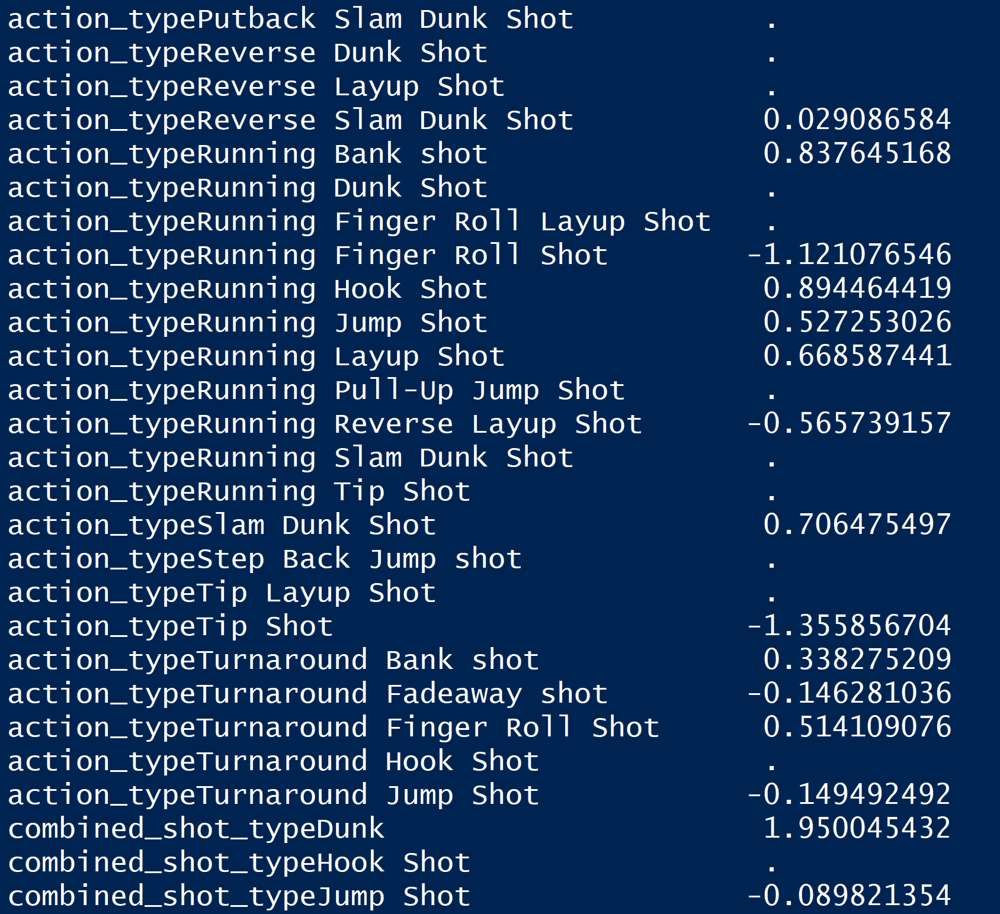 action_typePutback Slam Dunk Shot .
action_typeReverse Dunk Shot .
action_typeReverse Layup Shot .
action_typeReverse Slam Dunk Shot 0.029086584
action_typeRunning Bank shot 0.837645168
action_typeRunning Dunk Shot .
action_typeRunning Finger Roll Layup Shot .
action_typeRunning Finger Roll Shot -1.121076546
action_typeRunning Hook Shot 0.894464419
action_typeRunning Jump Shot 0.527253026
action_typeRunning Layup Shot 0.668587441
action_typeRunning Pull-Up Jump Shot .
action_typeRunning Reverse Layup Shot -0.565739157
action_typeRunning Slam Dunk Shot .
action_typeRunning Tip Shot .
action_typeSlam Dunk Shot 0.706475497
action_typeStep Back Jump shot .
action_typeTip Layup Shot .
action_typeTip Shot -1.355856704
action_typeTurnaround Bank shot 0.338275209
action_typeTurnaround Fadeaway shot -0.146281036
action_typeTurnaround Finger Roll Shot 0.514109076
action_typeTurnaround Hook Shot .
action_typeTurnaround Jump Shot -0.149492492
combined_shot_typeDunk 1.950045432
combined_shot_typeHook Shot .
combined_shot_typeJump Shot -0.089821354